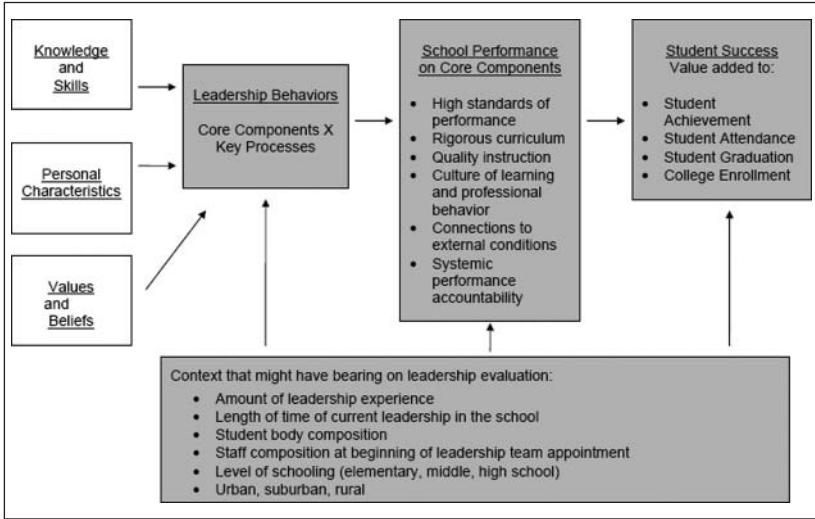 Knowledge
and
Skills
Personal
Characteristics
Values
and
Beliefs
Leadership Behaviors
Core Components X
Key Processes
School Performance
on Core Components
• High standards of
performance
• Rigorous curriculum
• Quality instruction
• Culture of learning
and professional
behavior
• Connections to
external conditions
• Systemic
performance
accountability
Student Success
Value added to:
• Student
Achievement
• Student Attendance
• Student Graduation
• College Enrollment
Context that might have bearing on leadership evaluation:
• Amount of leadership experience
• Length of time of current leadership in the school
• Student body composition
• Staff composition at beginning of leadership team appointment
• Level of schooling (elementary, middle, high school)
• Urban, suburban, rural